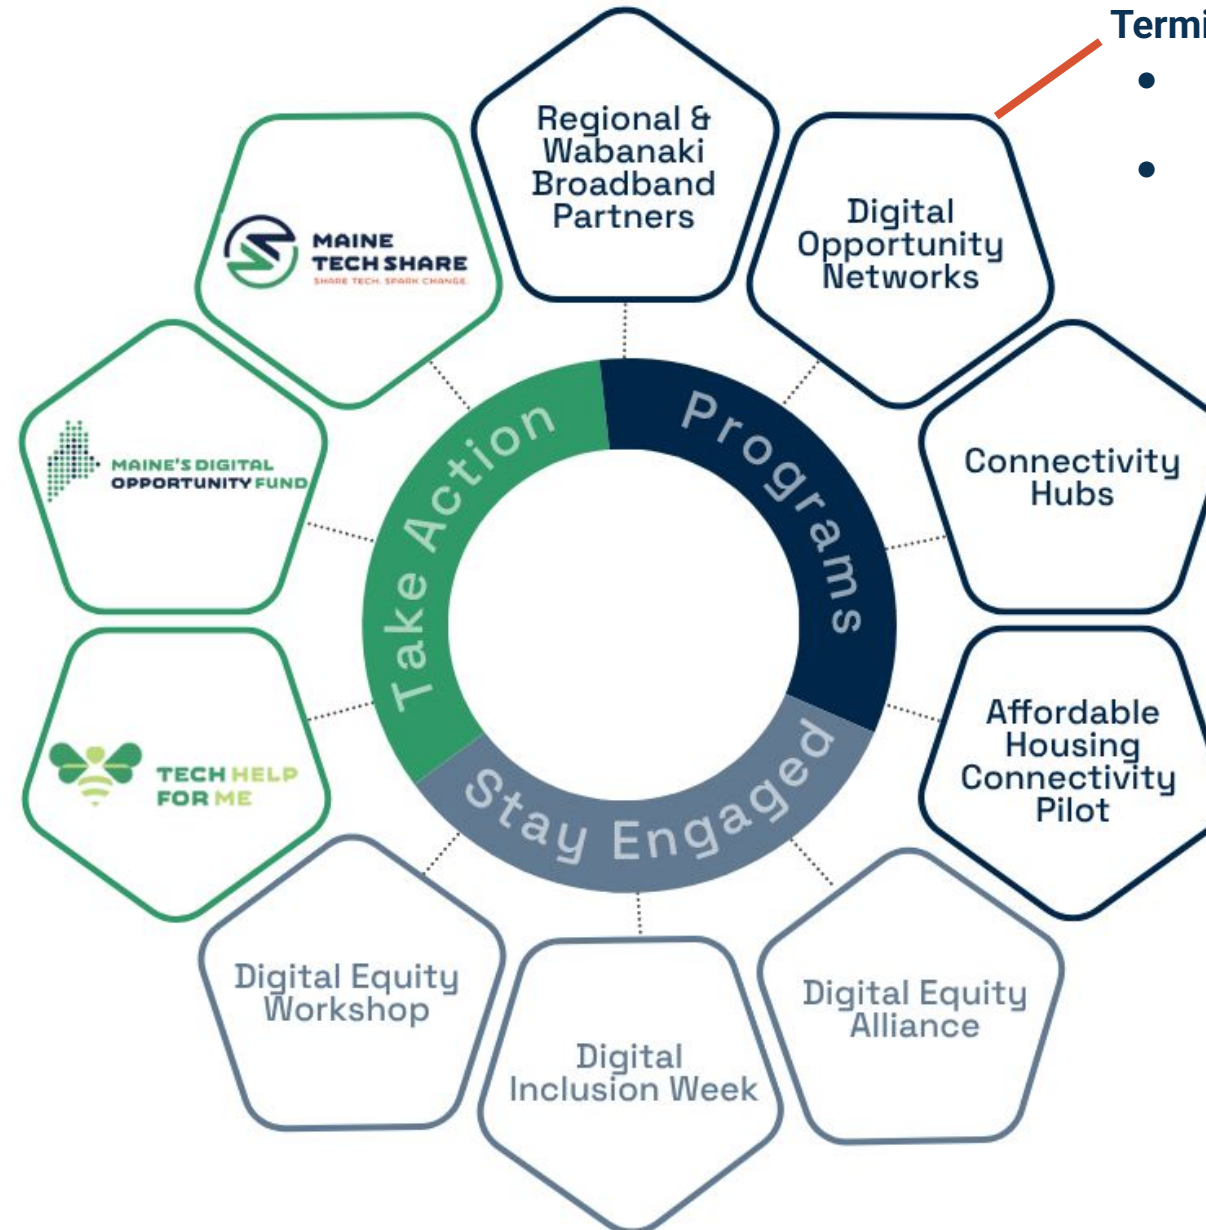 Termi
Regional &
Wabanaki
Broadband
Partners
Digital
Opportunity
Networks
Connectivity
Hubs
Affordable
Housing
Connectivity
Pilot
Digital Equity
Alliance
Digital
Inclusion Week
Digital Equity
Workshop
TECH HELP
FOR ME
MAINE'S DIGITAL
OPPORTUNITY FUND
MAINE
TECH SHARE
SHARE TECH. SPARK CHANGE.
Programs
Stay Engaged
Take Action